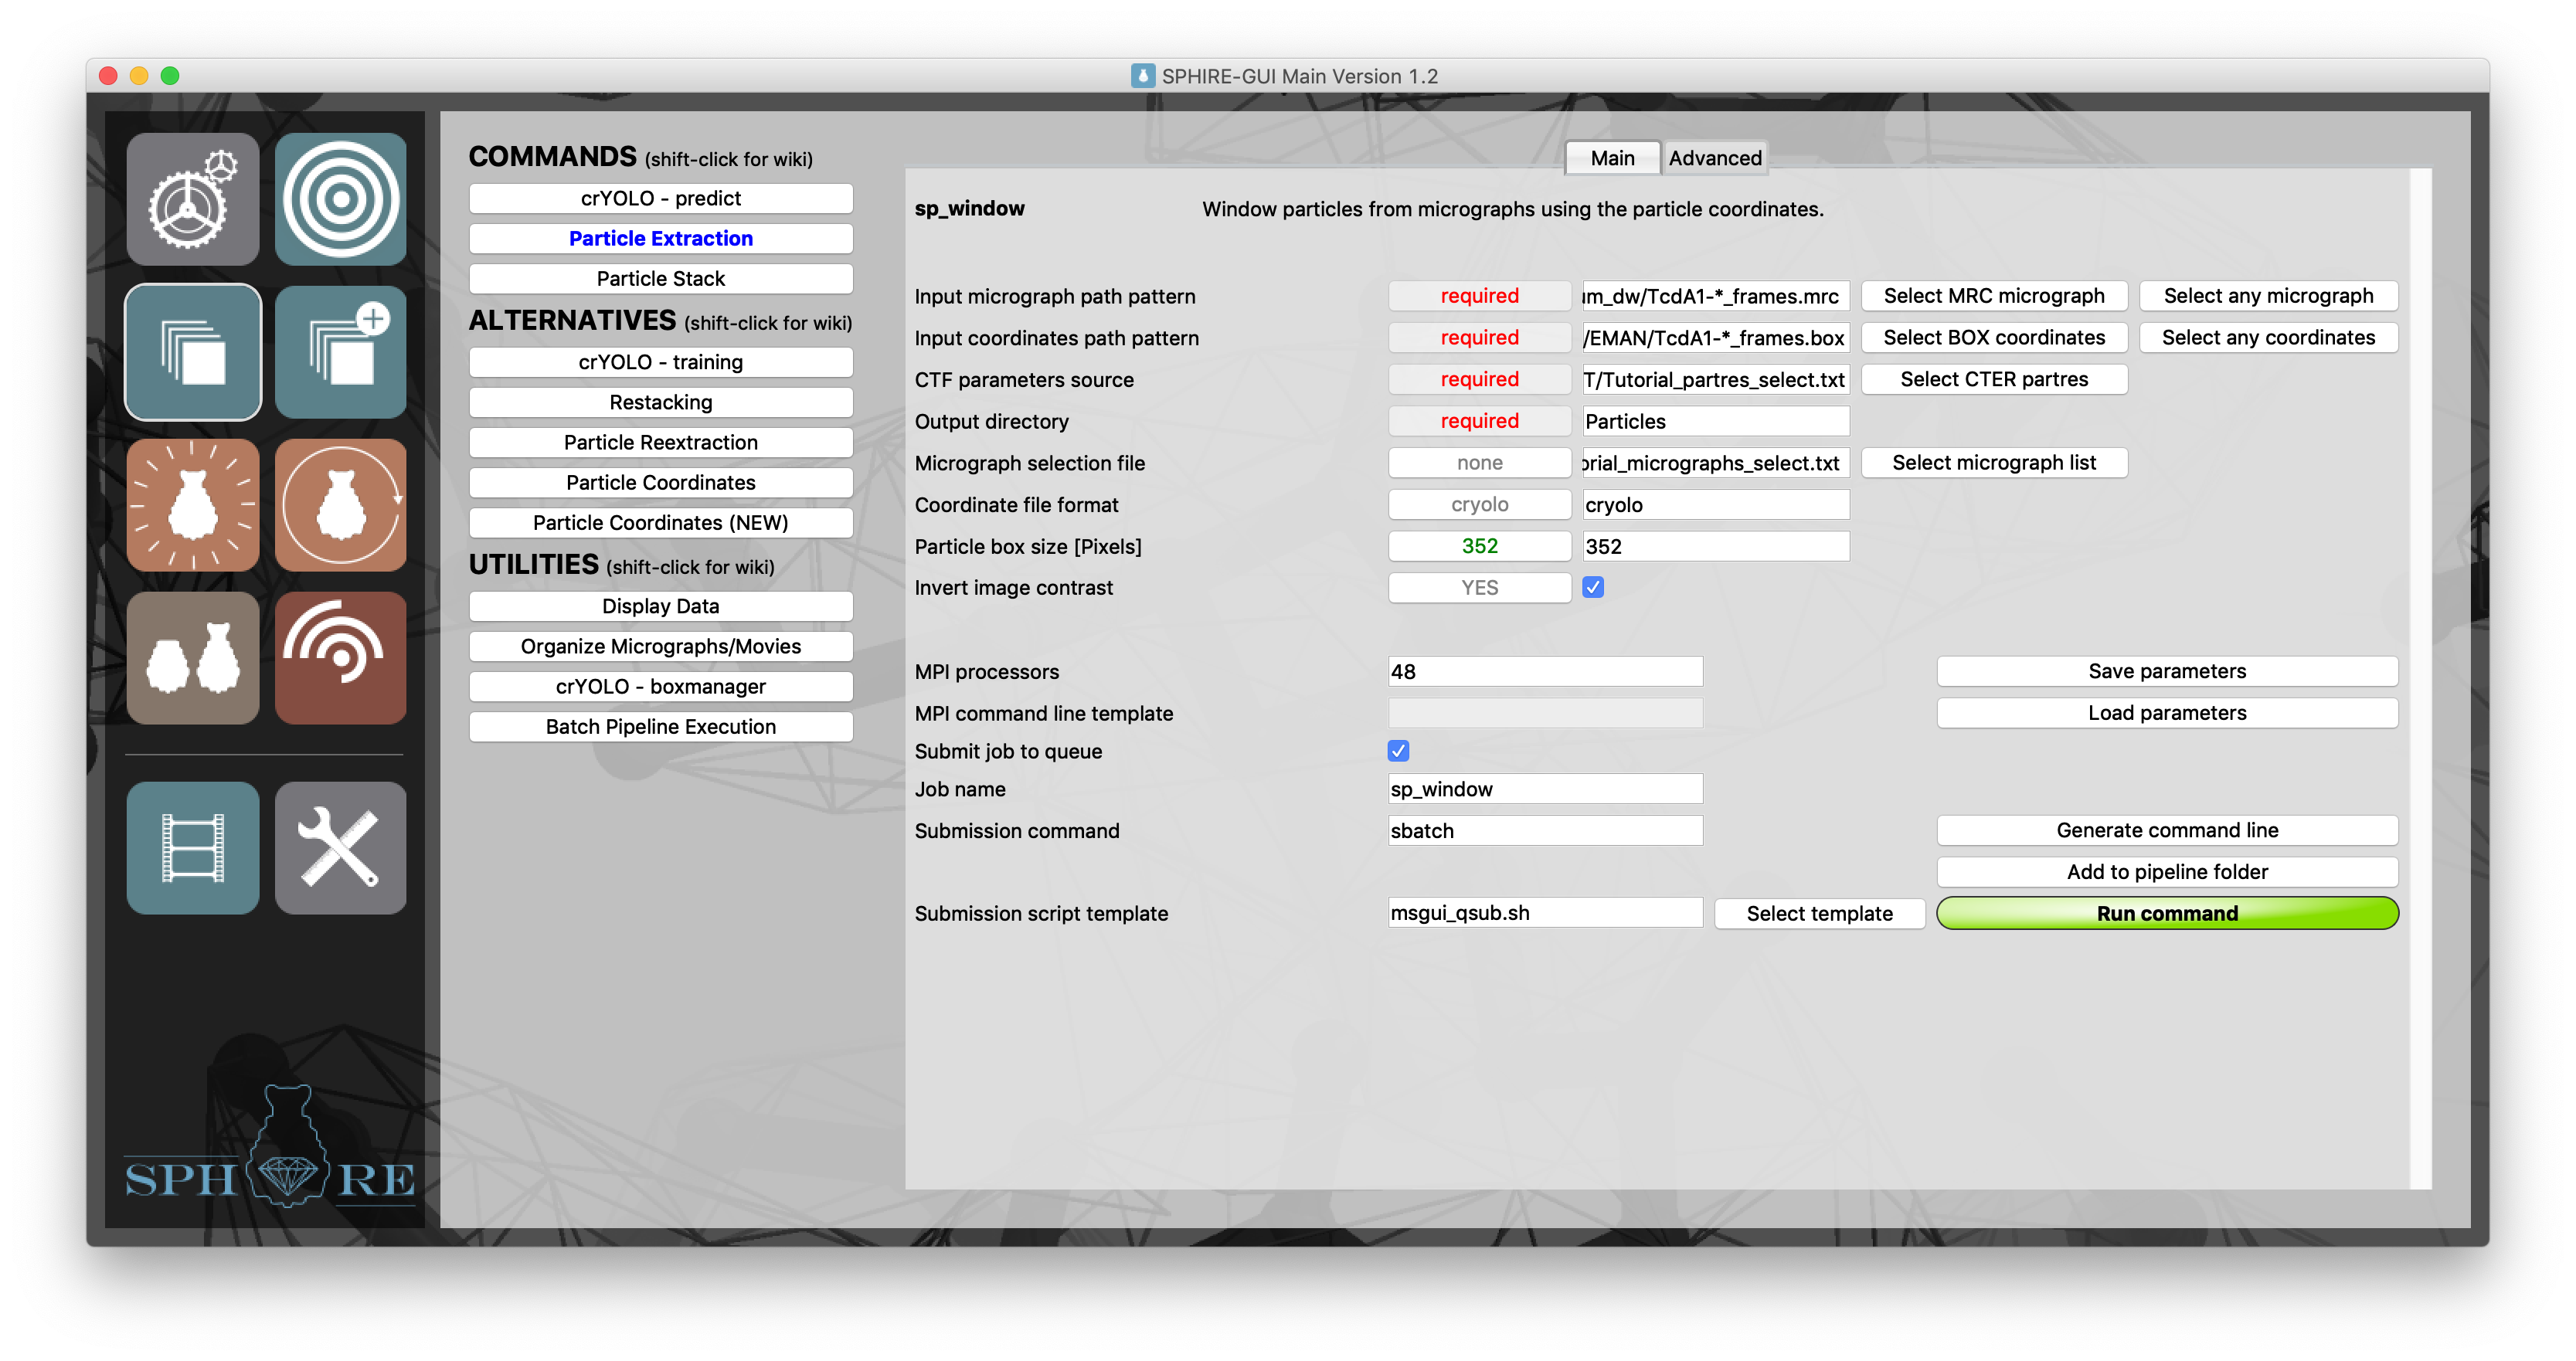 SPHIRE-GUI Main Version 1.2
COMMANDS (shift-click for wiki)
crYOLO - predict
Particle Extraction
Particle Stack
ALTERNATIVES (shift-click for wiki)
crYOLO - training
Restacking
Particle Reextraction
Particle Coordinates
Particle Coordinates (NEW)
UTILITIES (shift-click for wiki)
Display Data
Organize Micrographs/Movies
crYOLO - boxmanager
Batch Pipeline Execution
Main Advanced
sp_window Window particles from micrographs using the particle coordinates.
Input micrograph path pattern required m_dw/TcdA1-*_frames.mrc Select MRC micrograph Select any micrograph
Input coordinates path pattern required /EMAN/TcdA1-*_frames.box Select BOX coordinates Select any coordinates
CTF parameters source required T/Tutorial_partres_select.txt Select CTER partres
Output directory required Particles
Micrograph selection file none orial_micrographs_select.txt Select micrograph list
Coordinate file format cryolo cryolo
Particle box size [Pixels] 352 352
Invert image contrast YES
MPI processors 48 Save parameters
MPI command line template Load parameters
Submit job to queue
Job name sp_window
Submission command sbatch Generate command line
Add to pipeline folder
Submission script template msgui_qsub.sh Select template Run command
SPHIRE